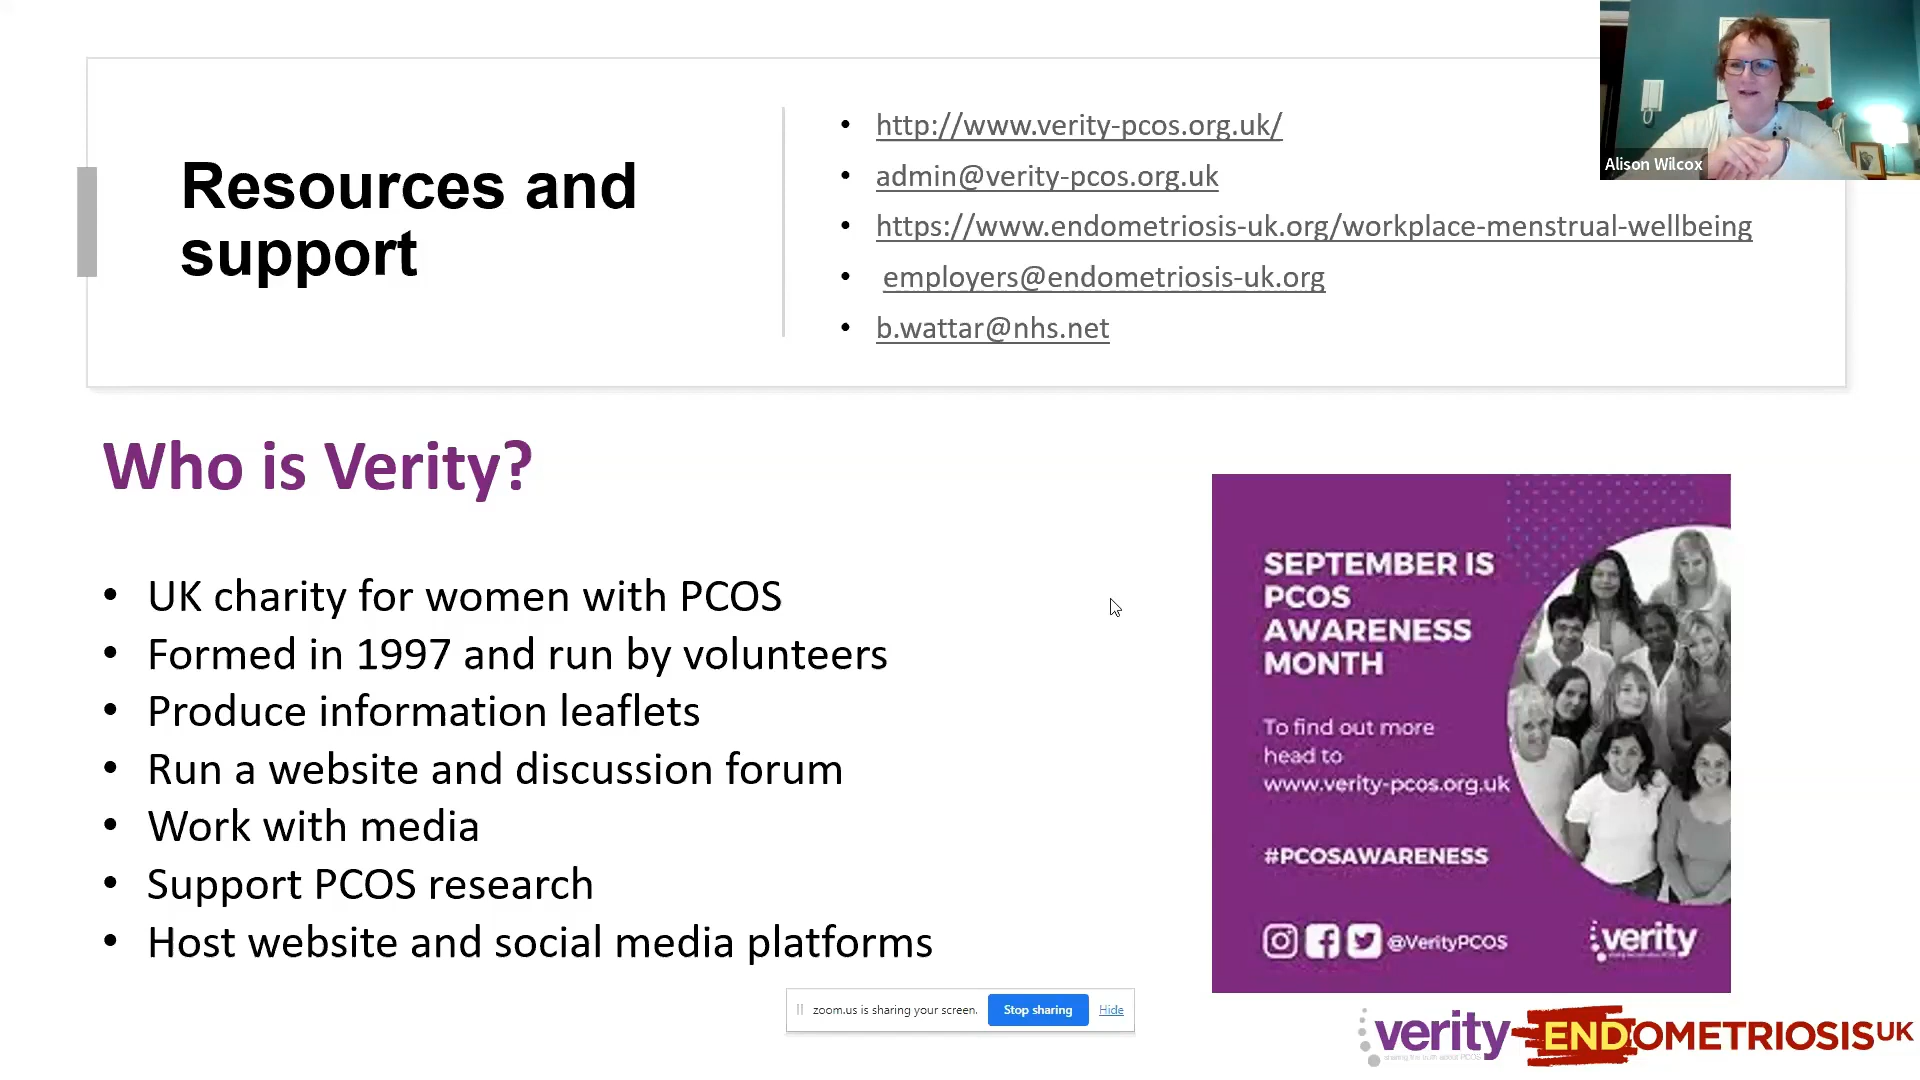 Resources and
support
http://www.verity-pcos.org.uk/
admin@verity-pcos.org.uk
https://www.endometriosis-uk.org/workplace-menstrual-wellbeing
employers@endometriosis-uk.org
b.wattar@nhs.net
Alison Wilcox
Who is Verity?
• UK charity for women with PCOS
• Formed in 1997 and run by volunteers
• Produce information leaflets
• Run a website and discussion forum
• Work with media
• Support PCOS research
• Host website and social media platforms
SEPTEMBER IS
PCOS
AWARENESS
MONTH
To find out more
head to
www.verity-pcos.org.uk
#PCOSAWARENESS
@VerityPCOS
verity
zoom.us is sharing your screen.
Stop sharing
Hide
verity
ENDOMETRIOSIS UK